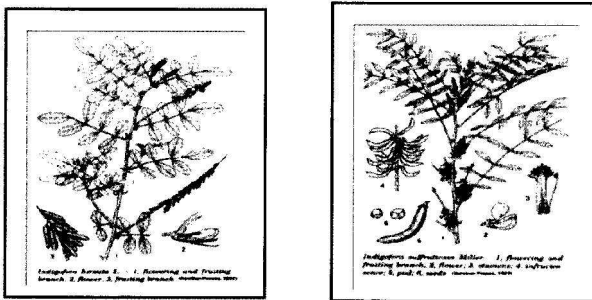 3
1
2
Indigofera hirsuta L. - 1, flowering and fruiting
branch; 2, flower; 3, fruiting branch
4
3
6
5
1
2
Indigofera suffruticosa Miller - 1, flowering and
fruiting branch; 2, flower; 3, stamens; 4, infructes-
cence; 5, pod; 6, seeds